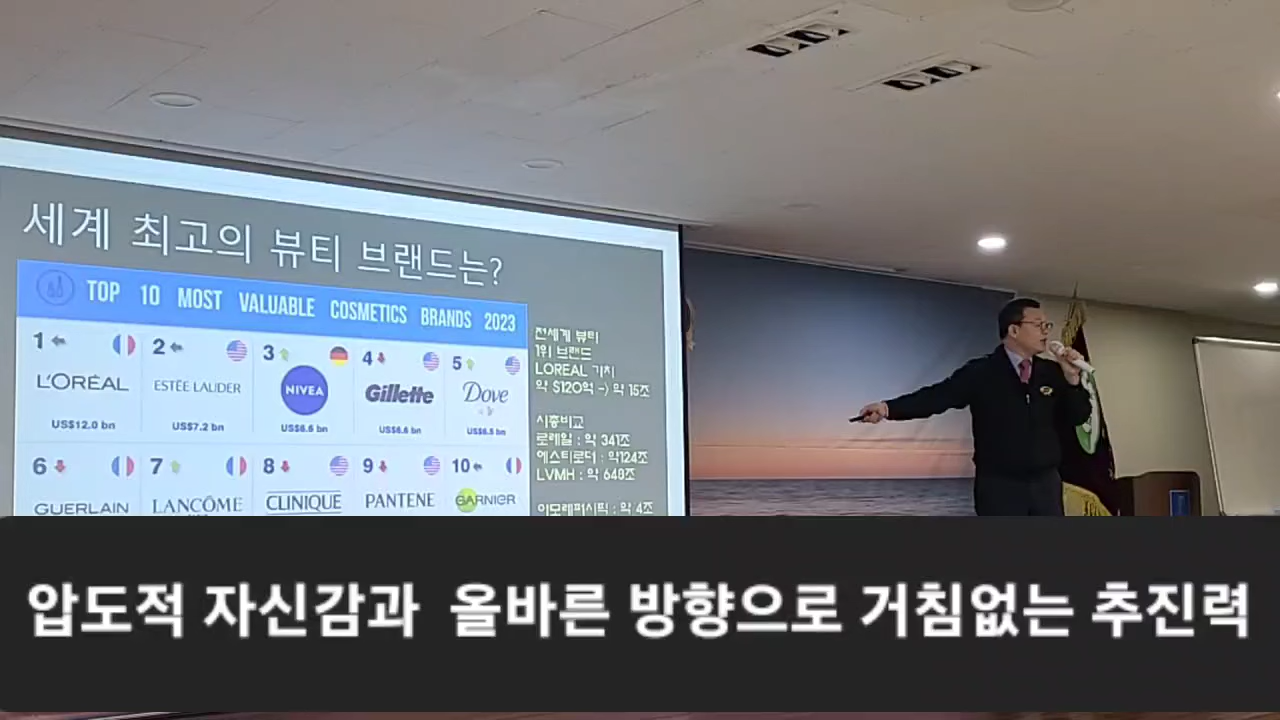 세계 최고의 뷰티 브랜드는?
TOP 10 MOST VALUABLE COSMETICS BRANDS 2023
1 2 3 4 5
L'ORÉAL ESTĒE LAUDER NIVEA Gillette Dove
US$12.0 bn US$7.2 bn US$6.6 bn US$6.6 bn US$6.5 bn
6 7 8 9 10
GUERLAIN LANCÔME CLINIQUE PANTENE GARNIER
전세계 뷰티
1위 브랜드
LOREAL 가치
약 $120억 -> 약 15조
시총비교
로레알 : 약 341조
에스티로더 : 약124조
LVMH : 약 648조
아모레퍼시픽 : 약 4조
압도적 자신감과 올바른 방향으로 거침없는 추진력